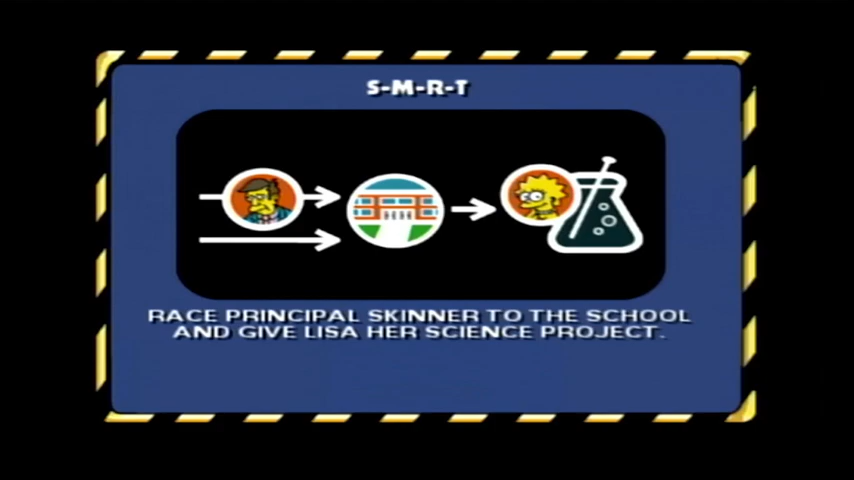 S-M-R-T
RACE PRINCIPAL SKINNER TO THE SCHOOL
AND GIVE LISA HER SCIENCE PROJECT.